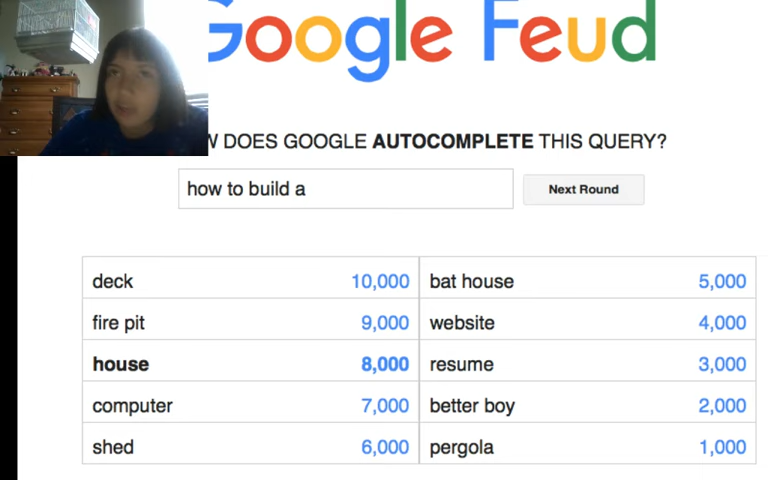 Google Feud
W DOES GOOGLE AUTOCOMPLETE THIS QUERY?
how to build a
Next Round
deck 10,000 bat house 5,000
fire pit 9,000 website 4,000
house 8,000 resume 3,000
computer 7,000 better boy 2,000
shed 6,000 pergola 1,000